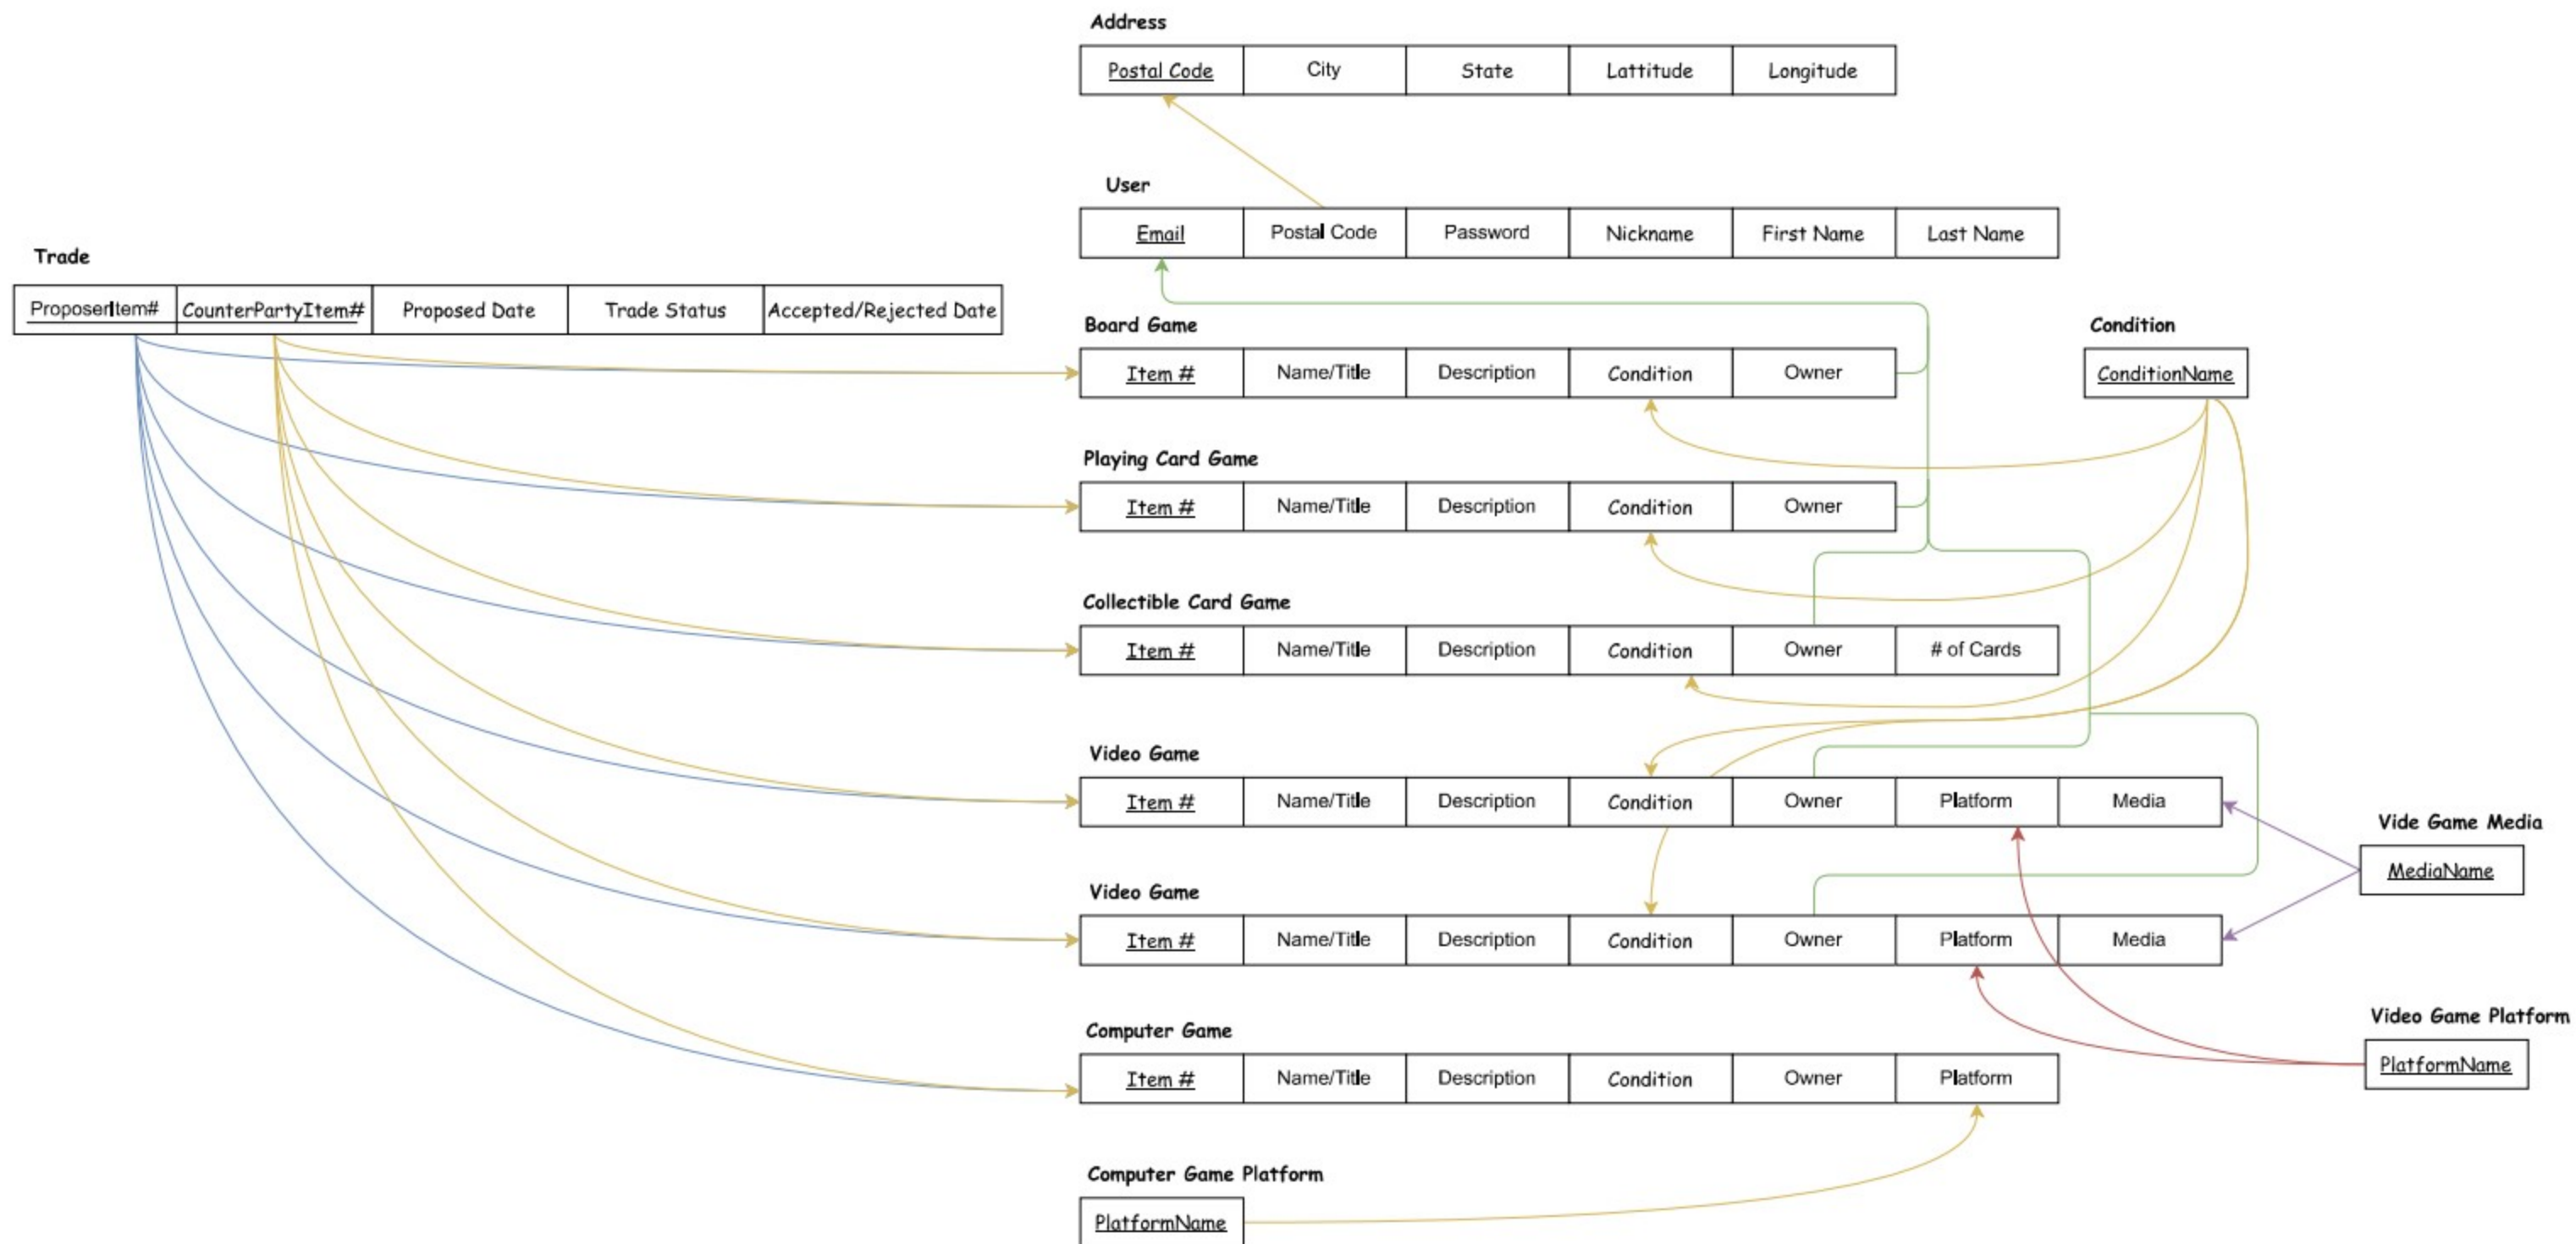 Address
Postal Code City State Lattitude Longitude
User
Email Postal Code Password Nickname First Name Last Name
Trade
ProposerItem# CounterPartyItem# Proposed Date Trade Status Accepted/Rejected Date
Board Game
Item # Name/Title Description Condition Owner
Condition
ConditionName
Playing Card Game
Item # Name/Title Description Condition Owner
Collectible Card Game
Item # Name/Title Description Condition Owner # of Cards
Video Game
Item # Name/Title Description Condition Owner Platform Media
Vide Game Media
MediaName
Video Game
Item # Name/Title Description Condition Owner Platform Media
Video Game Platform
PlatformName
Computer Game
Item # Name/Title Description Condition Owner Platform
Computer Game Platform
PlatformName